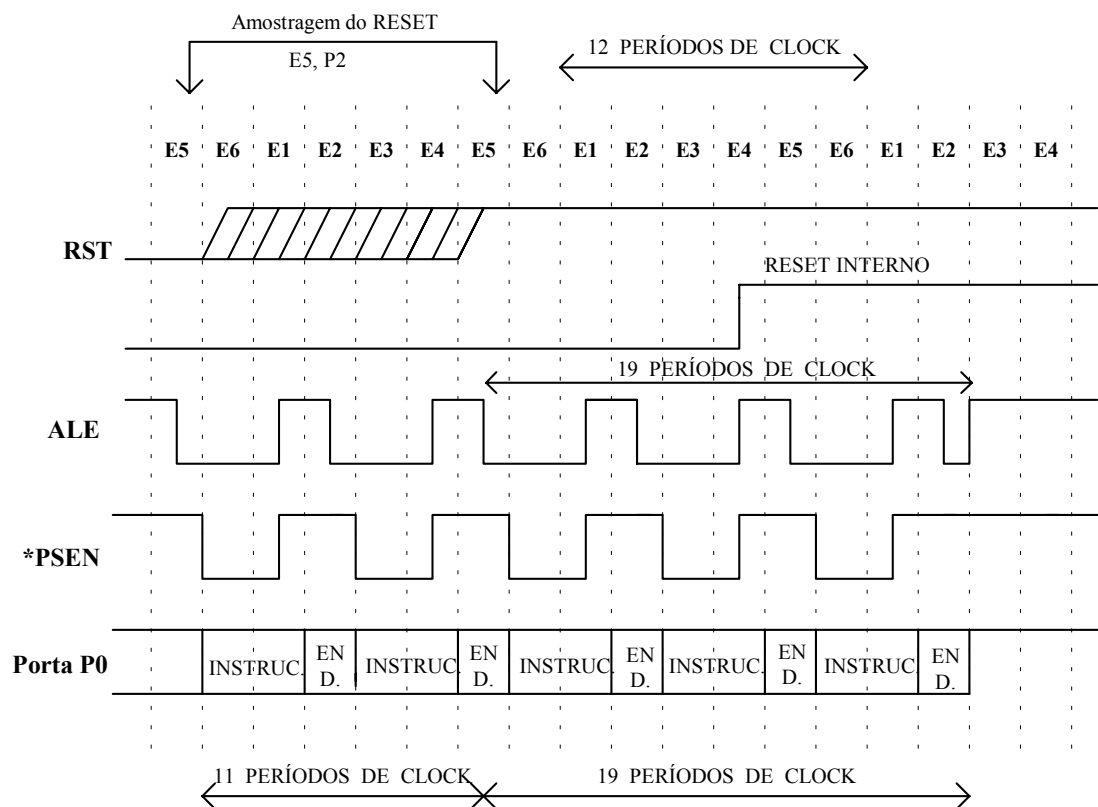 Amostragem do RESET
E5, P2
12 PERÍODOS DE CLOCK
E5 E6 E1 E2 E3 E4 E5 E6 E1 E2 E3 E4 E5 E6 E1 E2 E3 E4
RST
RESET INTERNO
19 PERÍODOS DE CLOCK
ALE
*PSEN
Porta P0
INSTRUC. EN D. INSTRUC. EN D. INSTRUC. EN D. INSTRUC. EN D. INSTRUC. EN D.
11 PERÍODOS DE CLOCK 19 PERÍODOS DE CLOCK